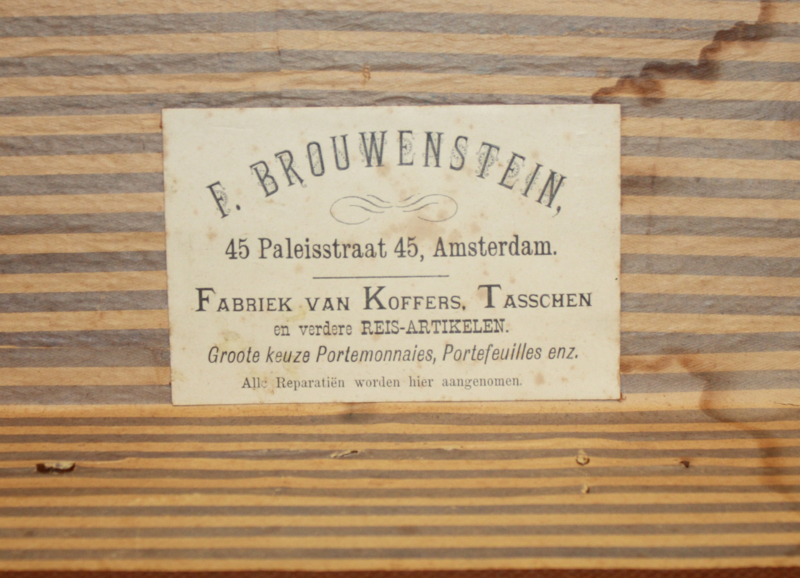 F. BROUWENSTEIN,
45 Paleisstraat 45, Amsterdam.
FABRIEK VAN KOFFERS, TASSCHEN
en verdere REIS-ARTIKELEN.
Groote keuze Portemonnaies, Portefeuilles enz.
Alle Reparatiën worden hier aangenomen.